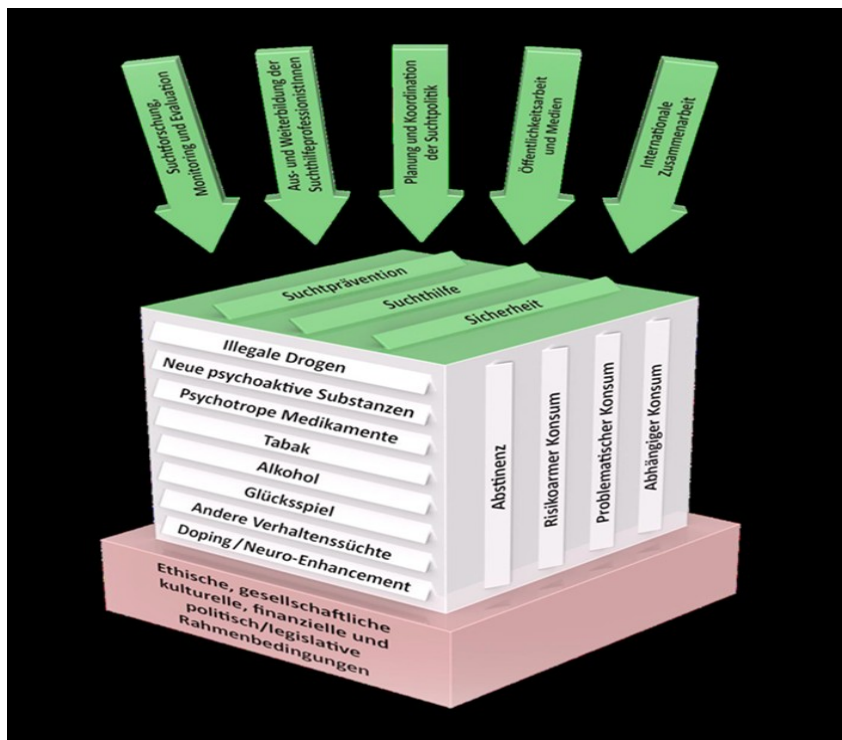 Suchtforschung,
Monitoring und Evaluation
Aus- und Weiterbildung der
SuchthilfeprofessionistInnen
Planung und Koordination
der Suchtpolitik
Öffentlichkeitsarbeit
und Medien
Internationale
Zusammenarbeit
Suchtprävention
Suchthilfe
Sicherheit
Illegale Drogen
Neue psychoaktive Substanzen
Psychotrope Medikamente
Tabak
Alkohol
Glücksspiel
Andere Verhaltenssüchte
Doping/Neuro-Enhancement
Abstinenz
Risikoarmer Konsum
Problematischer Konsum
Abhängiger Konsum
Ethische, gesellschaftliche
kulturelle, finanzielle und
politisch/legislative
Rahmenbedingungen